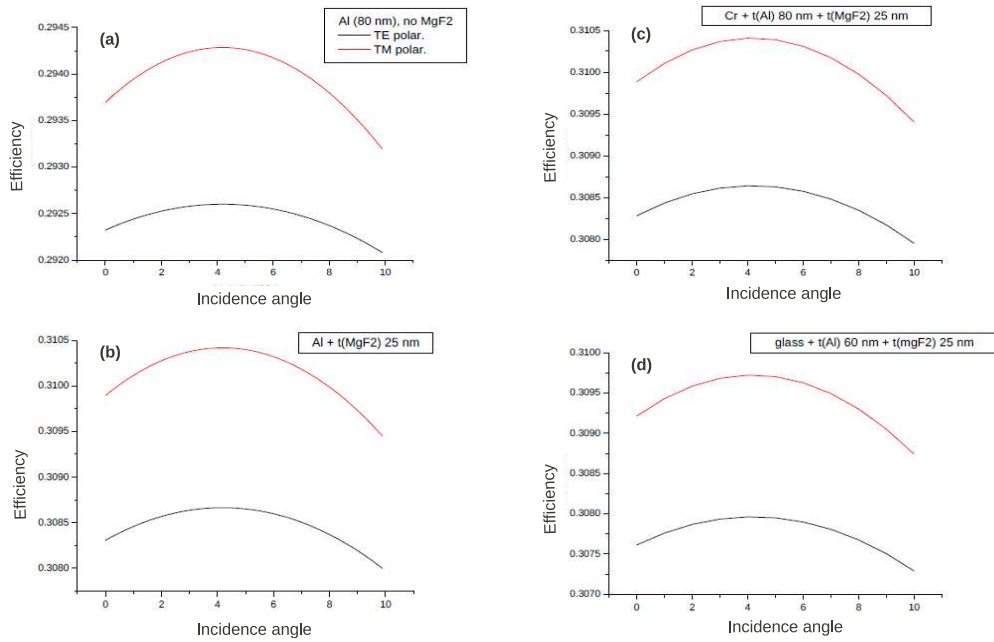 (a)
Al (80 nm), no MgF2
TE polar.
TM polar.
0.2945
0.2940
0.2935
0.2930
0.2925
0.2920
Efficiency
0 2 4 6 8 10
Incidence angle
(c)
Cr + t(Al) 80 nm + t(MgF2) 25 nm
0.3105
0.3100
0.3095
0.3090
0.3085
0.3080
Efficiency
0 2 4 6 8 10
Incidence angle
(b)
Al + t(MgF2) 25 nm
0.3105
0.3100
0.3095
0.3090
0.3085
0.3080
Efficiency
0 2 4 6 8 10
Incidence angle
(d)
glass + t(Al) 60 nm + t(mgF2) 25 nm
0.3100
0.3095
0.3090
0.3085
0.3080
0.3075
0.3070
Efficiency
0 2 4 6 8 10
Incidence angle